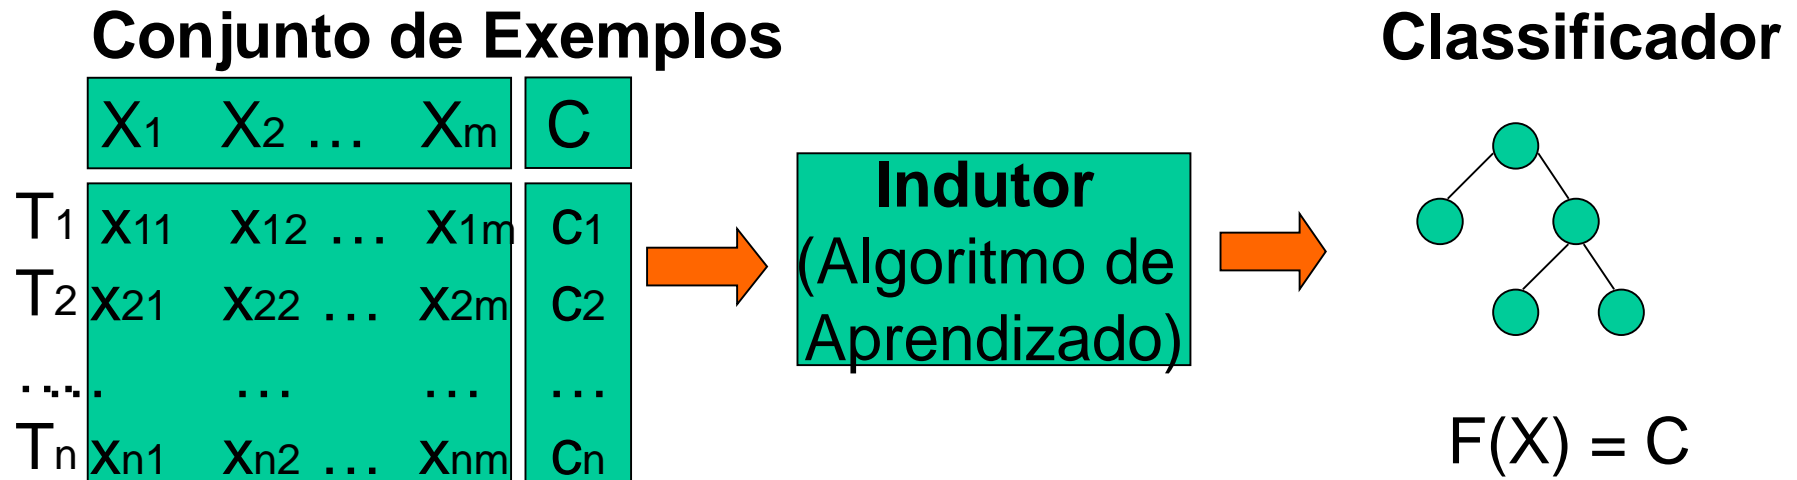 Conjunto de Exemplos
X1 X2 … Xm C
T1 x11 x12 … x1m c1
T2 x21 x22 … x2m c2
… … … … …
Tn xn1 xn2 … xnm cn
Indutor
(Algoritmo de
Aprendizado)
Classificador
F(X) = C